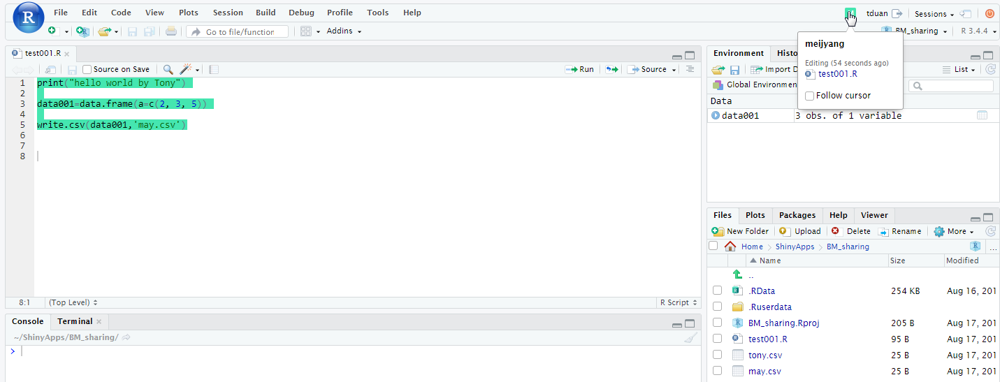 R File Edit Code View Plots Session Build Debug Profile Tools Help tduan Sessions
Go to file/function Addins BM_sharing R 3.4.4
meijyang
Editing (54 seconds ago)
test001.R
Follow cursor
test001.R
Source on Save Run Source
1 print("hello world by Tony")
2
3 data001=data.frame(a=c(2, 3, 5))
4
5 write.csv(data001,'may.csv')
6
7
8
8:1 (Top Level) R Script
Console Terminal
~/ShinyApps/BM_sharing/
>
Environment Histo
Import D List
Global Environmen
Data
data001 3 obs. of 1 variable
Files Plots Packages Help Viewer
New Folder Upload Delete Rename More
Home ShinyApps BM_sharing R ...
Name Size Modified
..
.RData 254 KB Aug 16, 201
.Ruserdata
BM_sharing.Rproj 205 B Aug 17, 201
test001.R 95 B Aug 17, 201
tony.csv 25 B Aug 17, 201
may.csv 25 B Aug 17, 201